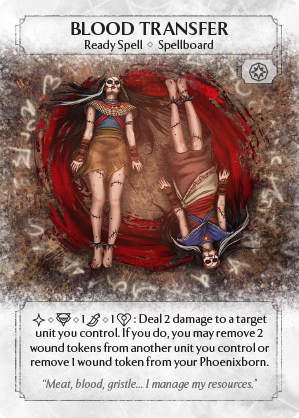 BLOOD TRANSFER
Ready Spell ◇ Spellboard
◇ ◇ 1 ◇ 1 : Deal 2 damage to a target
unit you control. If you do, you may remove 2
wound tokens from another unit you control or
remove 1 wound token from your Phoenixborn.
"Meat, blood, gristle... I manage my resources."